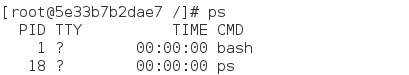 [root@5e33b7b2dae7 /]# ps
  PID TTY          TIME CMD
    1 ?        00:00:00 bash
   18 ?        00:00:00 ps